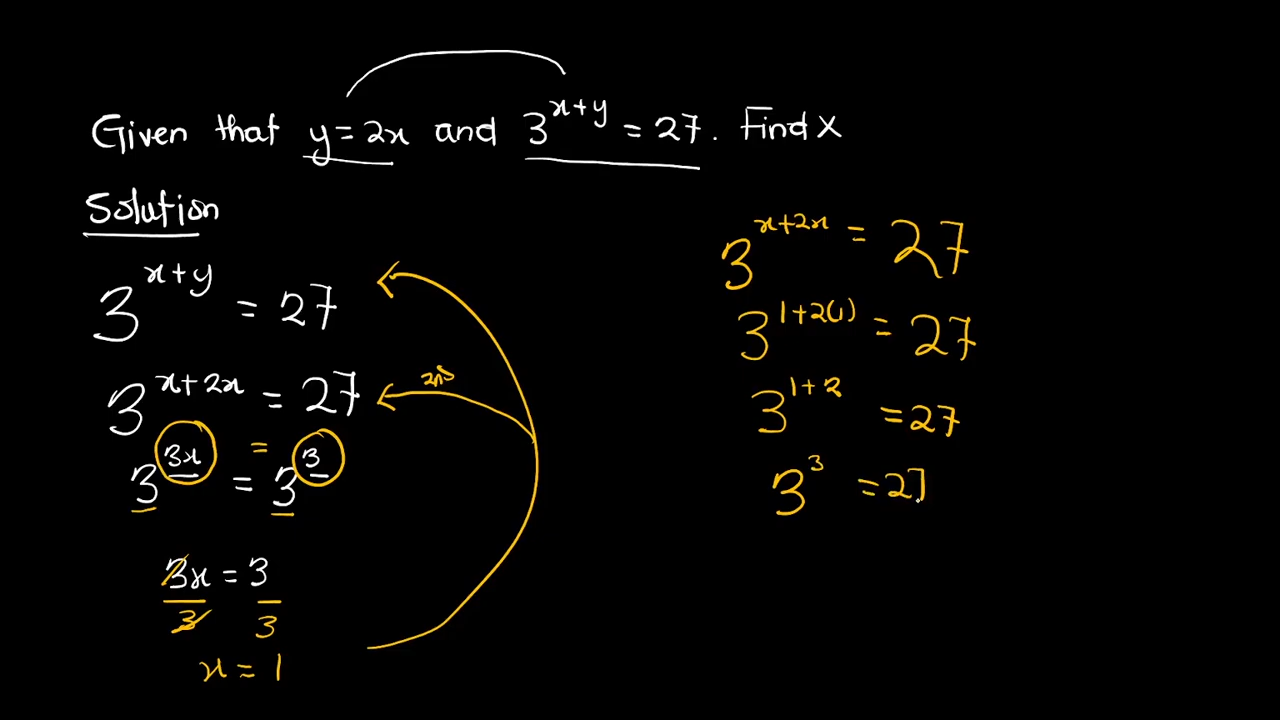 Given that y = 2x and 3^(x+y) = 27. Find x
Solution
3^(x+y) = 27
3^(x+2x) = 27
2nd
=
3^(3x) = 3^3
3x = 3
3 3
x = 1
3^(x+2x) = 27
3^(1+2(1)) = 27
3^(1+2) = 27
3^3 = 27